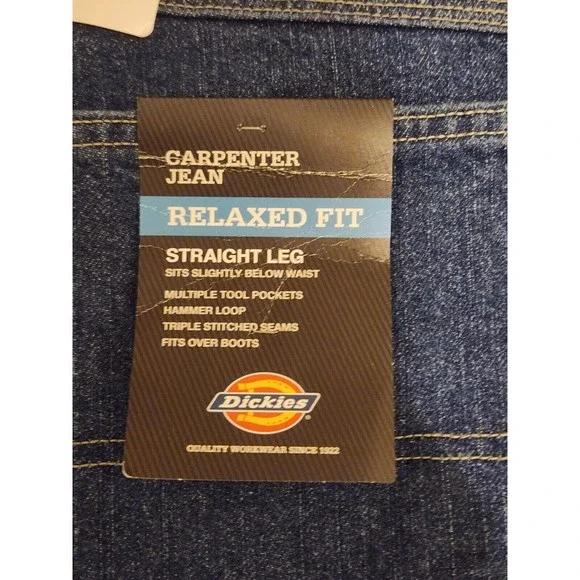 CARPENTER
JEAN
RELAXED FIT
STRAIGHT LEG
SITS SLIGHTLY BELOW WAIST
MULTIPLE TOOL POCKETS
HAMMER LOOP
TRIPLE STITCHED SEAMS
FITS OVER BOOTS
Dickies®
QUALITY WORKWEAR SINCE 1922